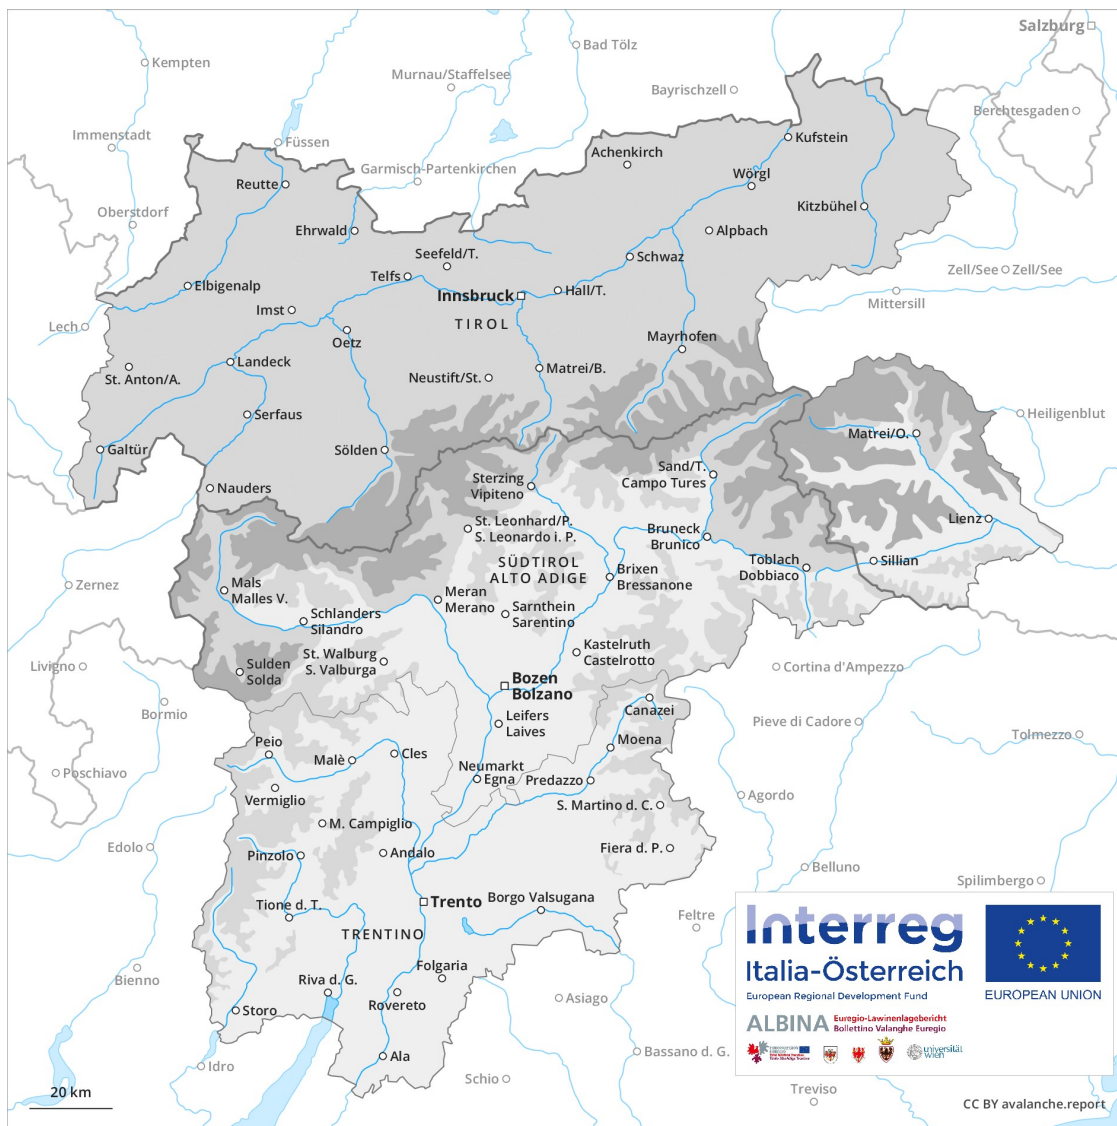 Salzburg
Bad Tölz
Kempten
Murnau/Staffelsee
Bayrischzell
Berchtesgaden
Immenstadt
Füssen
Kufstein
Achenkirch
Garmisch-Partenkirchen
Wörgl
Reutte
Kitzbühel
Oberstdorf
Ehrwald
Alpbach
Seefeld/T.
Schwaz
Telfs
Zell/See
Zell/See
Elbigenalp
Innsbruck
Hall/T.
Mittersill
Imst
TIROL
Lech
Oetz
Mayrhofen
Landeck
Matrei/B.
St. Anton/A.
Neustift/St.
Serfaus
Heiligenblut
Matrei/O.
Galtür
Sölden
Sterzing
Vipiteno
Sand/T.
Campo Tures
Nauders
St. Leonhard/P.
S. Leonardo i. P.
Lienz
Bruneck
Brunico
SÜDTIROL
ALTO ADIGE
Toblach
Dobbiaco
Sillian
Brixen
Bressanone
Zernez
Mals
Malles V.
Meran
Merano
Schlanders
Silandro
Sarnthein
Sarentino
Kastelruth
Castelrotto
St. Walburg
S. Valburga
Livigno
Sulden
Solda
Cortina d'Ampezzo
Bozen
Bolzano
Bormio
Canazei
Leifers
Laives
Pieve di Cadore
Tolmezzo
Peio
Moena
Malè
Cles
Poschiavo
Neumarkt
Egna
Predazzo
Vermiglio
Agordo
S. Martino d. C.
M. Campiglio
Edolo
Pinzolo
Andalo
Fiera d. P.
Belluno
Spilimbergo
Tione d. T.
Trento
Borgo Valsugana
Feltre
TRENTINO
Folgaria
Bienno
Riva d. G.
Rovereto
Asiago
Storo
Ala
Idro
Bassano d. G.
Schio
Treviso
20 km
Interreg
Italia-Österreich
European Regional Development Fund
EUROPEAN UNION
ALBINA
Euregio-Lawinenlagebericht
Bollettino Valanghe Euregio
universität
wien
CC BY avalanche.report